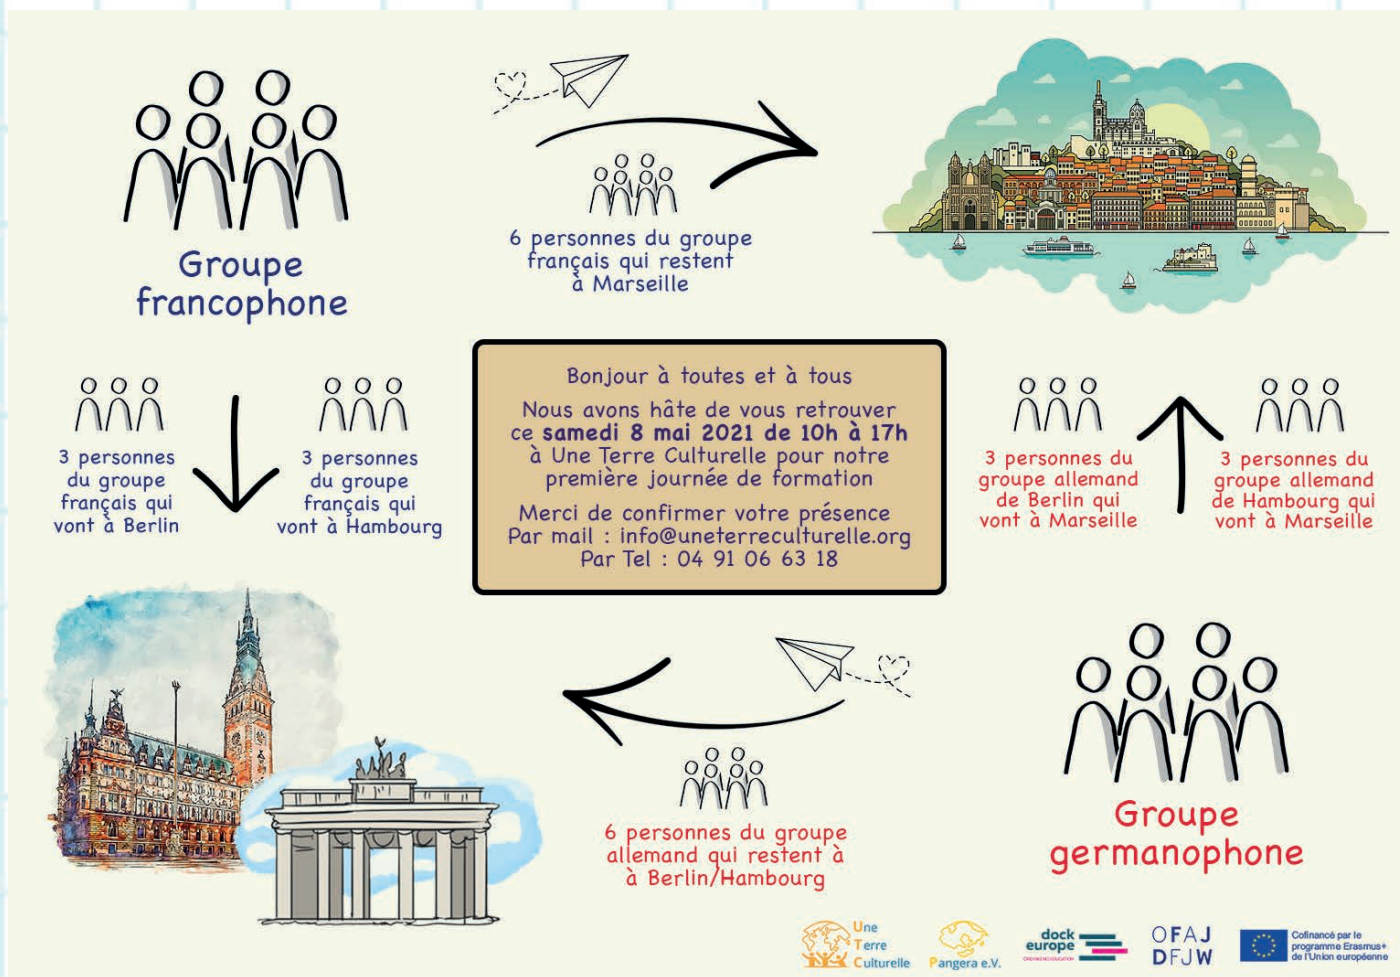 Groupe
francophone
6 personnes du groupe
français qui restent
à Marseille
3 personnes
du groupe
français qui
vont à Berlin
3 personnes
du groupe
français qui
vont à Hambourg
Bonjour à toutes et à tous
Nous avons hâte de vous retrouver
ce samedi 8 mai 2021 de 10h à 17h
à Une Terre Culturelle pour notre
première journée de formation
Merci de confirmer votre présence
Par mail : info@uneterreculturelle.org
Par Tel : 04 91 06 63 18
3 personnes du
groupe allemand
de Berlin qui
vont à Marseille
3 personnes du
groupe allemand
de Hambourg qui
vont à Marseille
6 personnes du groupe
allemand qui restent à
à Berlin/Hambourg
Groupe
germanophone
Une
Terre
Culturelle
Pangera e.V.
dock
europe
OFAJ
DFJW
Cofinancé par le
programme Erasmus+
de l'Union européenne